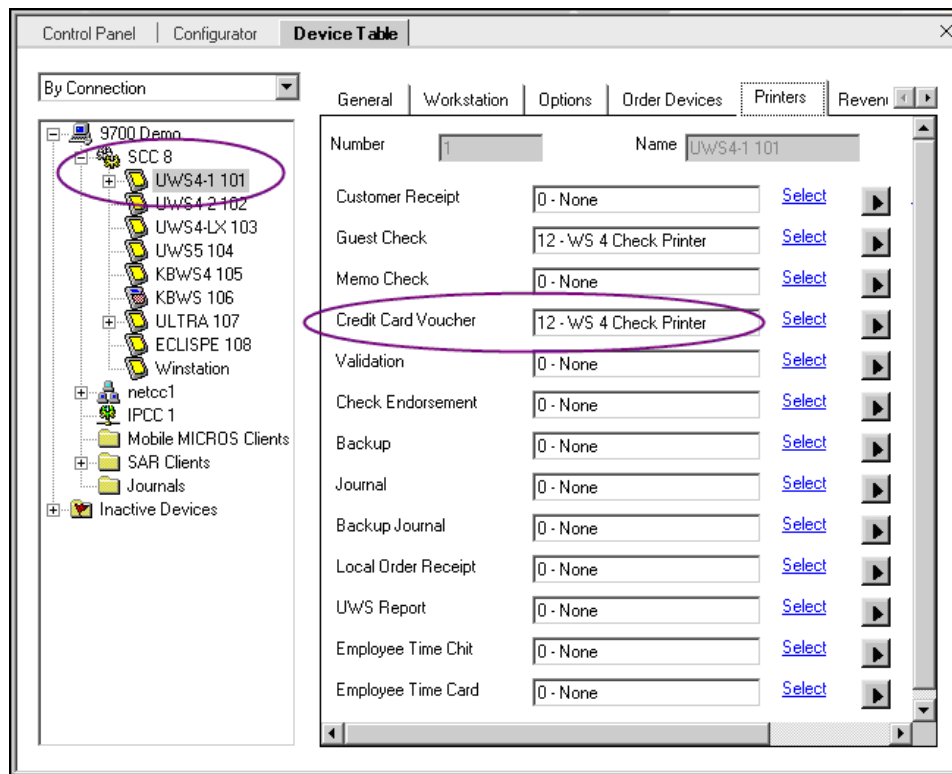 Control Panel Configurator Device Table
By Connection
General Workstation Options Order Devices Printers Reven
9700 Demo
SCC 8
UWS4-1 101
UWS4-2 102
UWS4-LX 103
UWS5 104
KBWS4 105
KBWS 106
ULTRA 107
ECLISPE 108
Winstation
netcc1
IPCC 1
Mobile MICROS Clients
SAR Clients
Journals
Inactive Devices
Number 1 Name UWS4-1 101
Customer Receipt 0 - None Select
Guest Check 12 - WS 4 Check Printer Select
Memo Check 0 - None Select
Credit Card Voucher 12 - WS 4 Check Printer Select
Validation 0 - None Select
Check Endorsement 0 - None Select
Backup 0 - None Select
Journal 0 - None Select
Backup Journal 0 - None Select
Local Order Receipt 0 - None Select
UWS Report 0 - None Select
Employee Time Chit 0 - None Select
Employee Time Card 0 - None Select